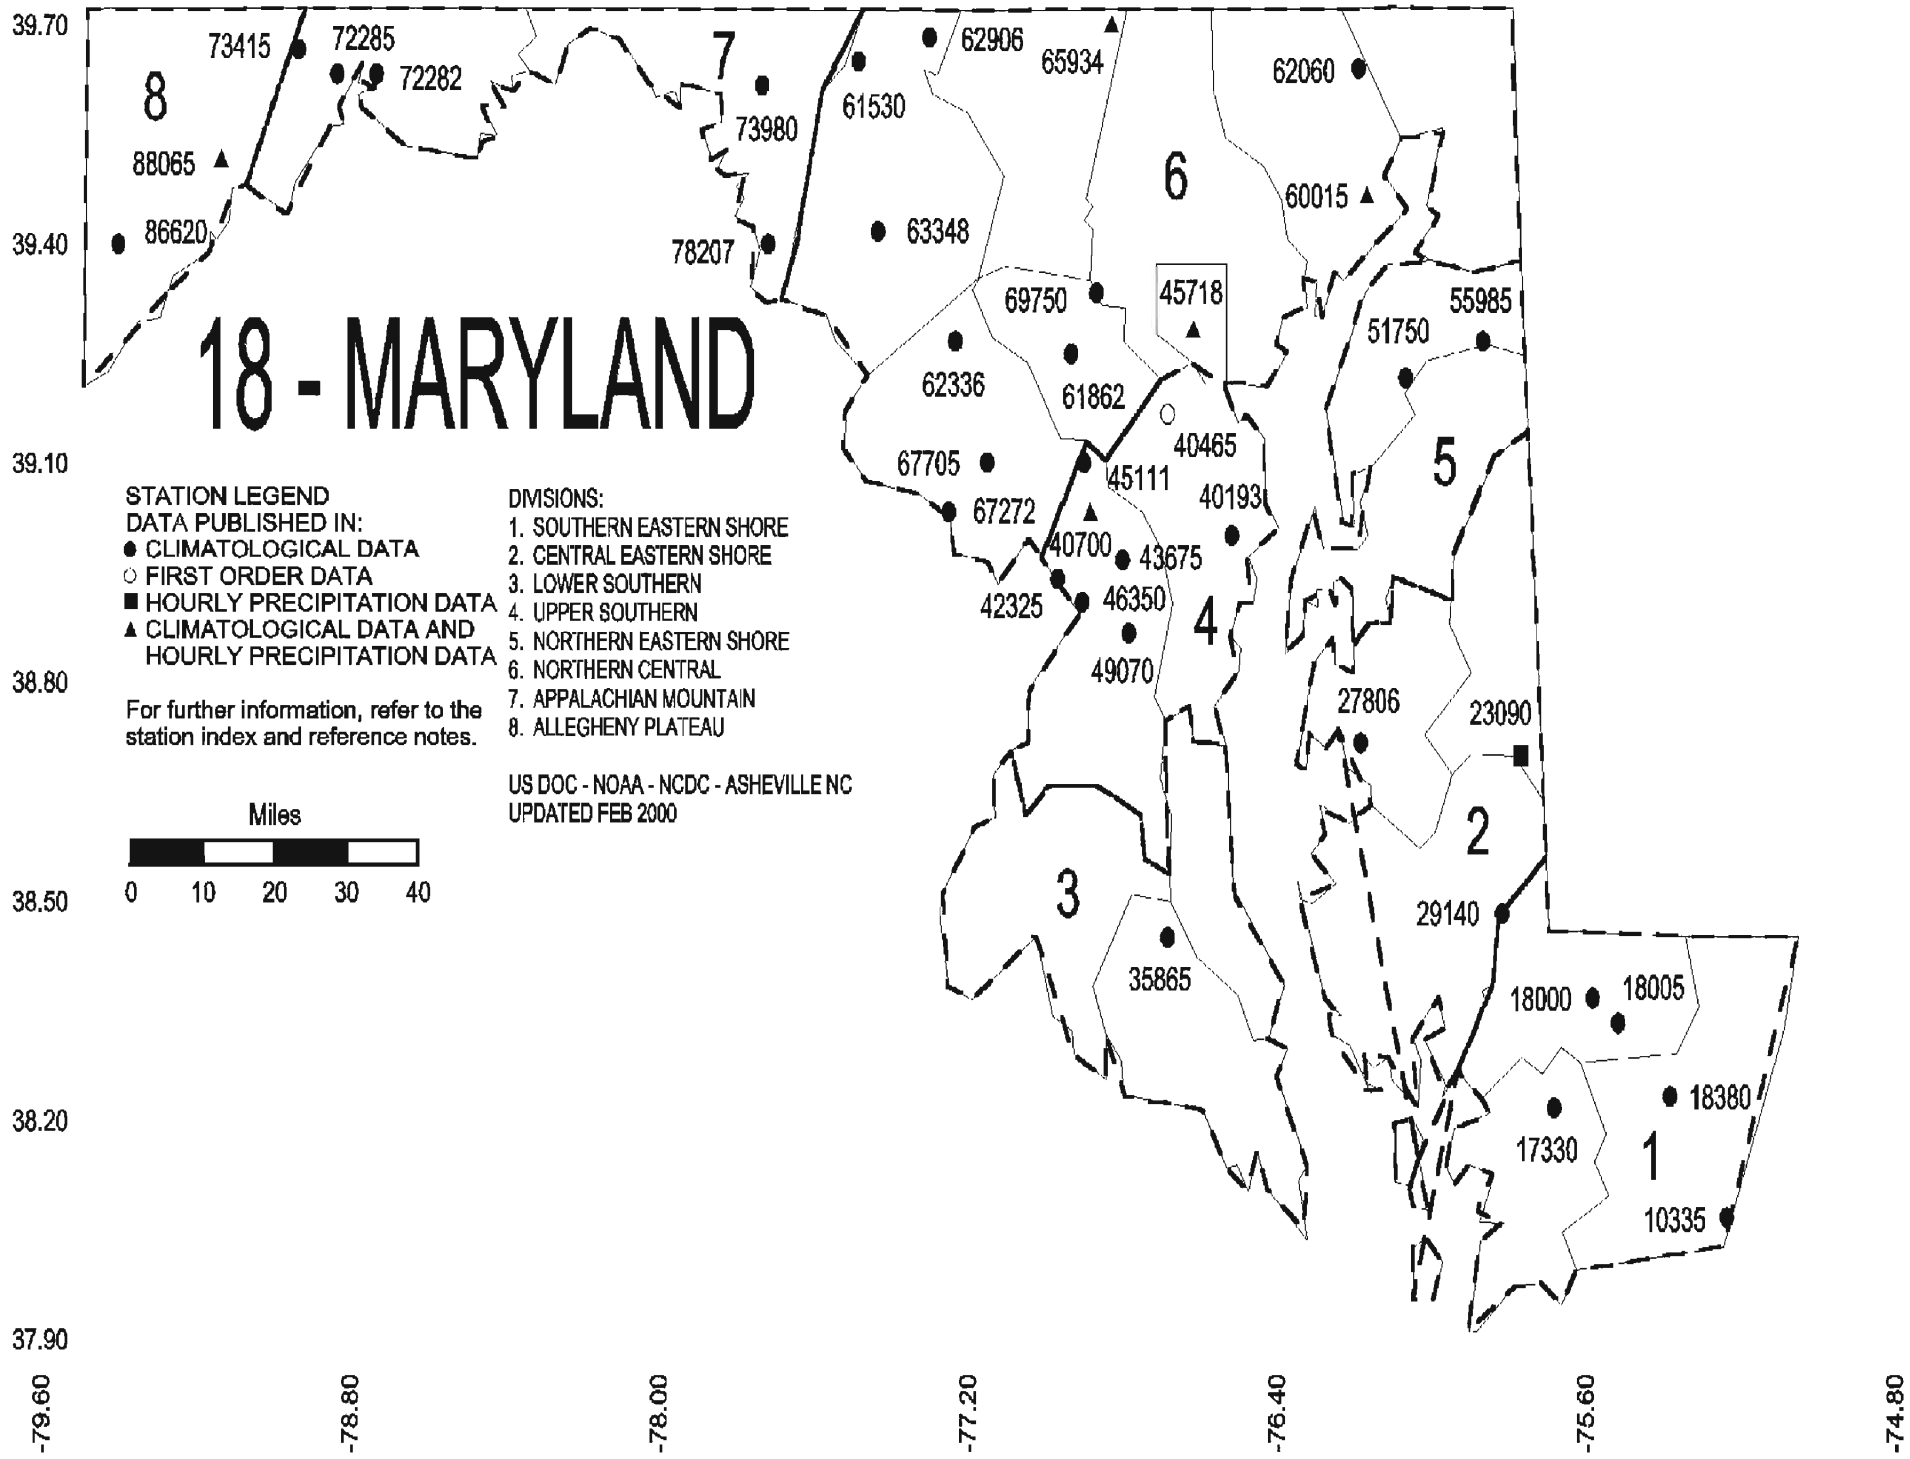 39.70
73415
72285
72282
7
73980
61530
62906
65934
62060
8
88065
86620
39.40
78207
63348
6
60015
69750
45718
55985
51750
18 - MARYLAND
62336
61862
40465
39.10
67705
45111
40193
5
67272
40700
43675
42325
46350
4
49070
STATION LEGEND
DATA PUBLISHED IN:
CLIMATOLOGICAL DATA
FIRST ORDER DATA
HOURLY PRECIPITATION DATA
CLIMATOLOGICAL DATA AND
HOURLY PRECIPITATION DATA
For further information, refer to the
station index and reference notes.
DIVISIONS:
1. SOUTHERN EASTERN SHORE
2. CENTRAL EASTERN SHORE
3. LOWER SOUTHERN
4. UPPER SOUTHERN
5. NORTHERN EASTERN SHORE
6. NORTHERN CENTRAL
7. APPALACHIAN MOUNTAIN
8. ALLEGHENY PLATEAU
US DOC - NOAA - NCDC - ASHEVILLE NC
UPDATED FEB 2000
38.80
27806
23090
Miles
0 10 20 30 40
2
38.50
3
29140
35865
18000
18005
38.20
18380
17330
1
10335
37.90
-79.60
-78.80
-78.00
-77.20
-76.40
-75.60
-74.80